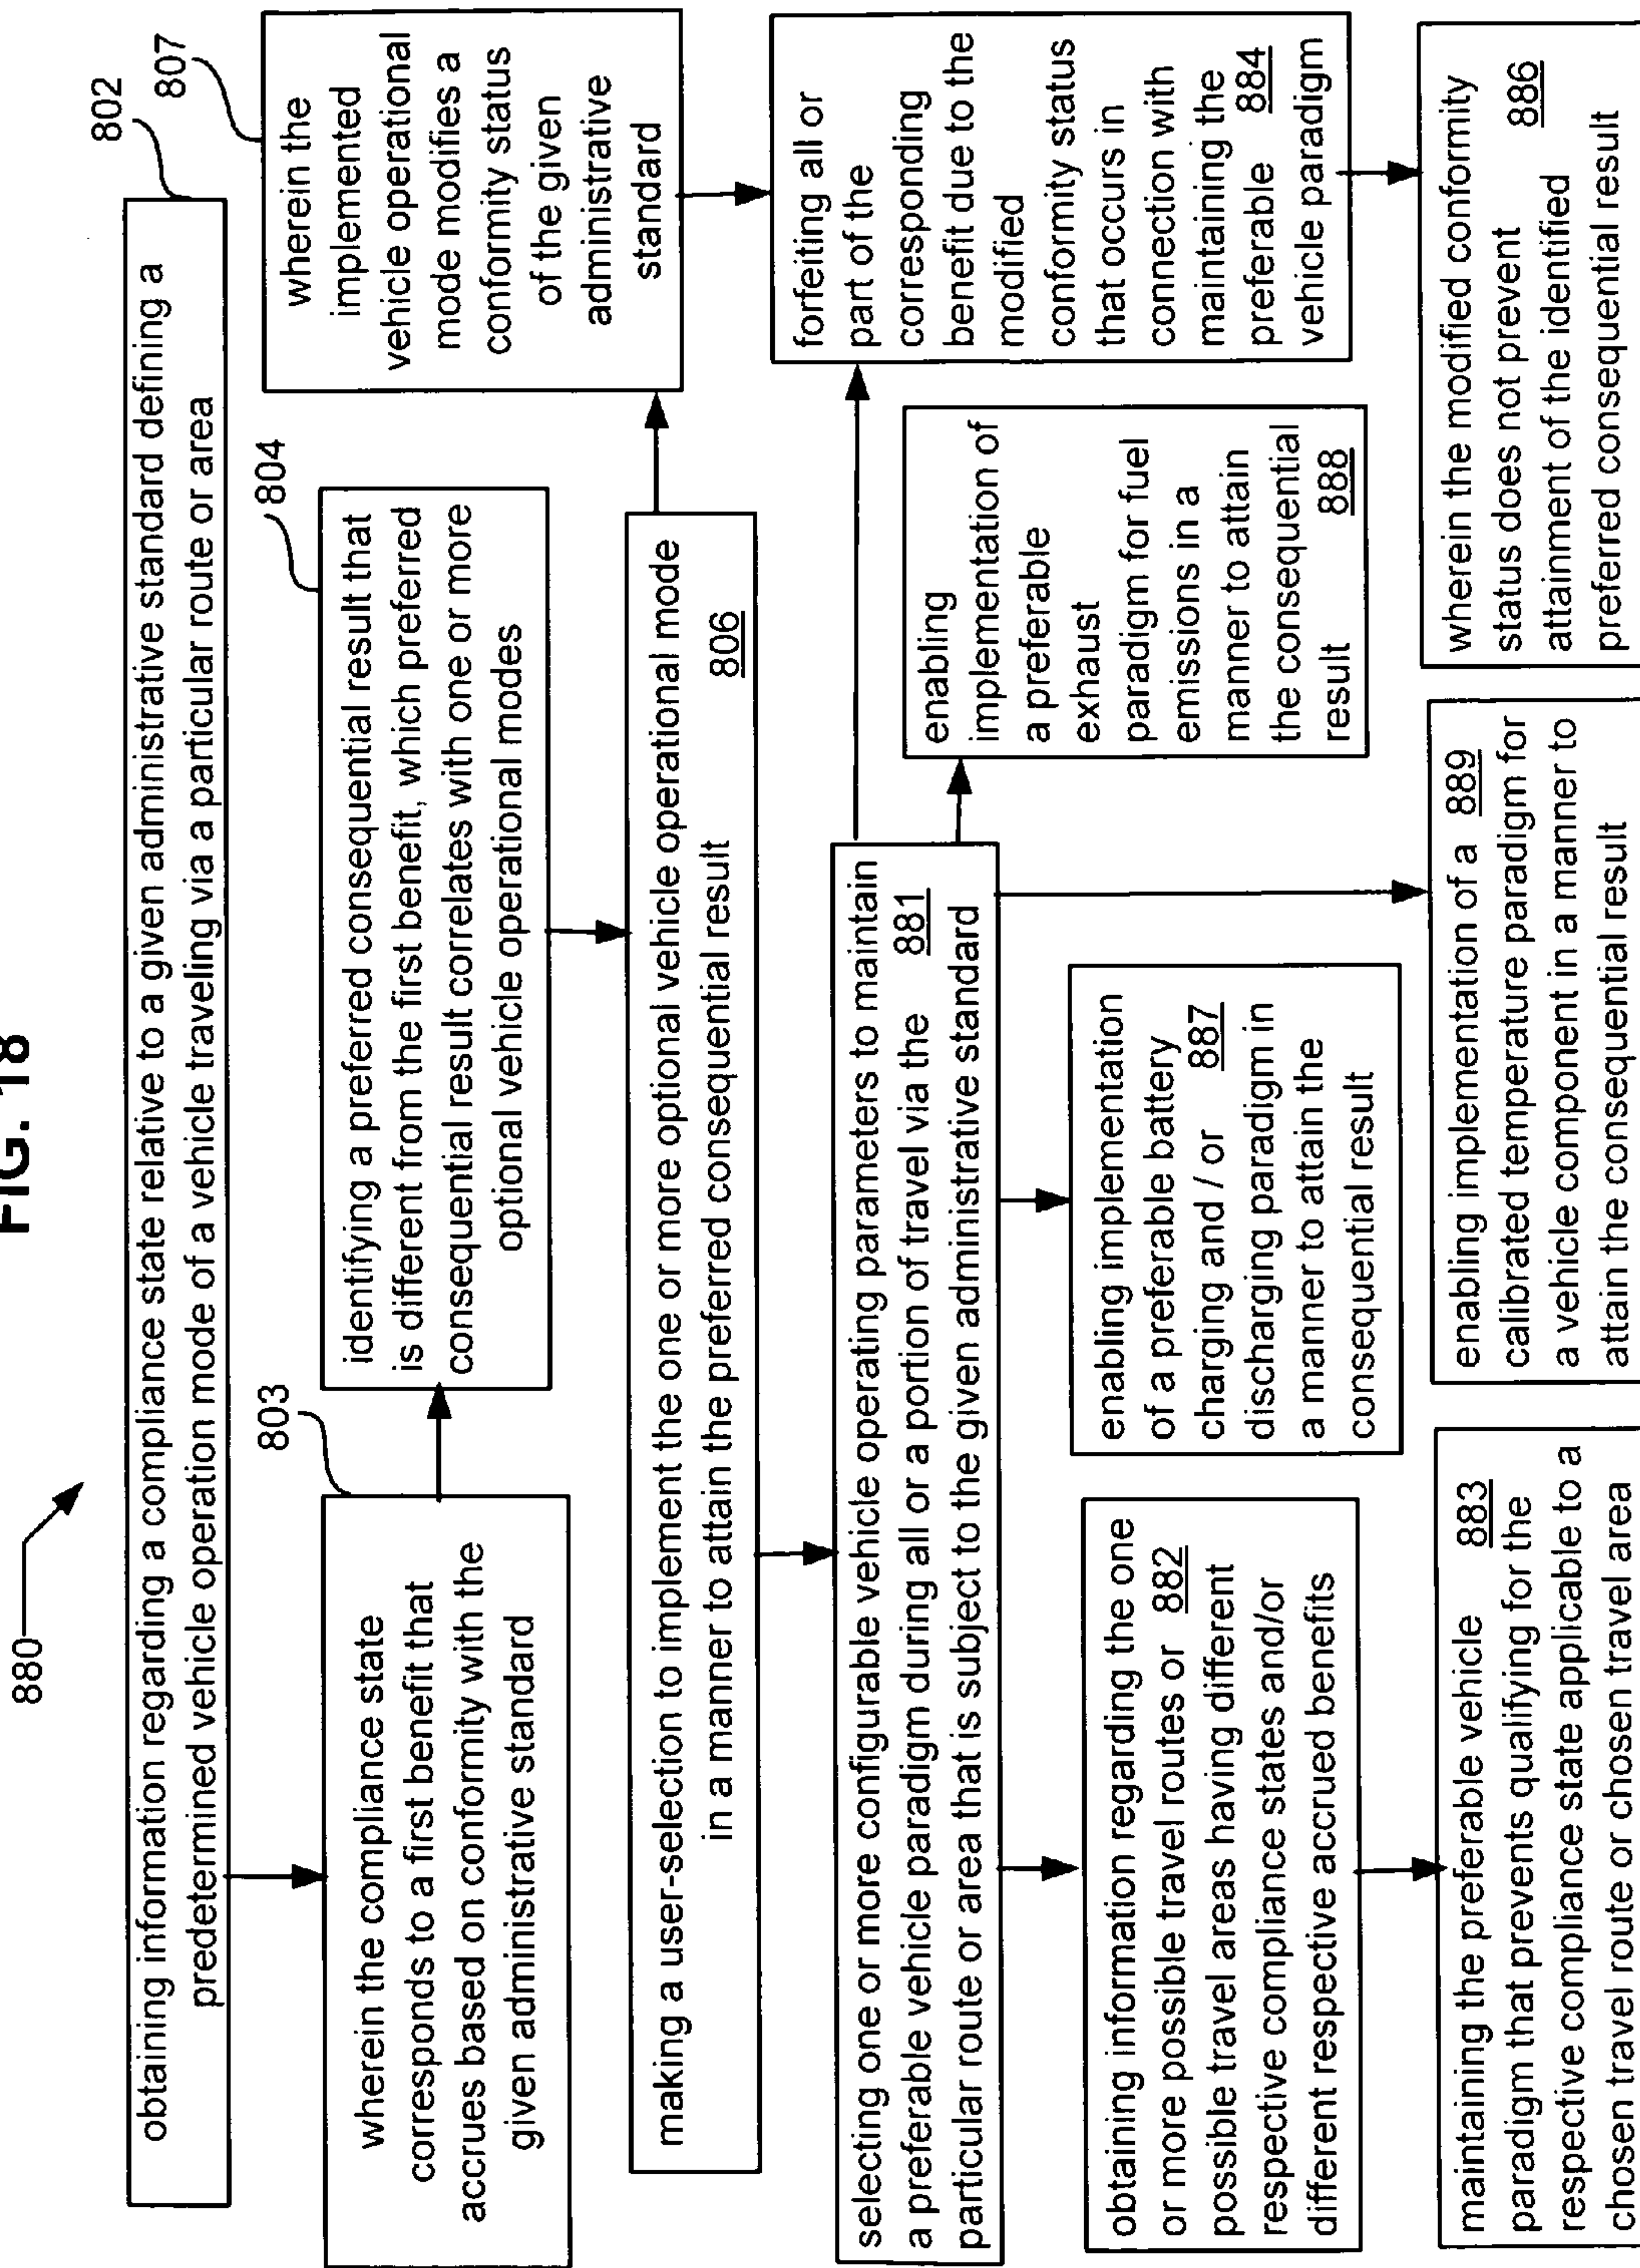 FIG. 18
880
802
obtaining information regarding a compliance state relative to a given administrative standard defining a
predetermined vehicle operation mode of a vehicle traveling via a particular route or area
803
wherein the compliance state
corresponds to a first benefit that
accrues based on conformity with the
given administrative standard
804
identifying a preferred consequential result that
is different from the first benefit, which preferred
consequential result correlates with one or more
optional vehicle operational modes
807
wherein the
implemented
vehicle operational
mode modifies a
conformity status
of the given
administrative
standard
making a user-selection to implement the one or more optional vehicle operational mode
in a manner to attain the preferred consequential result 806
selecting one or more configurable vehicle operating parameters to maintain
a preferable vehicle paradigm during all or a portion of travel via the 881
particular route or area that is subject to the given administrative standard
forfeiting all or
part of the
corresponding
benefit due to the
modified
conformity status
that occurs in
connection with
maintaining the
preferable 884
vehicle paradigm
enabling
implementation of
a preferable
exhaust
paradigm for fuel
emissions in a
manner to attain
the consequential
result 888
obtaining information regarding the one
or more possible travel routes or 882
possible travel areas having different
respective compliance states and/or
different respective accrued benefits
enabling implementation
of a preferable battery
charging and / or 887
discharging paradigm in
a manner to attain the
consequential result
maintaining the preferable vehicle 883
paradigm that prevents qualifying for the
respective compliance state applicable to a
chosen travel route or chosen travel area
enabling implementation of a 889
calibrated temperature paradigm for
a vehicle component in a manner to
attain the consequential result
wherein the modified conformity
status does not prevent 886
attainment of the identified
preferred consequential result